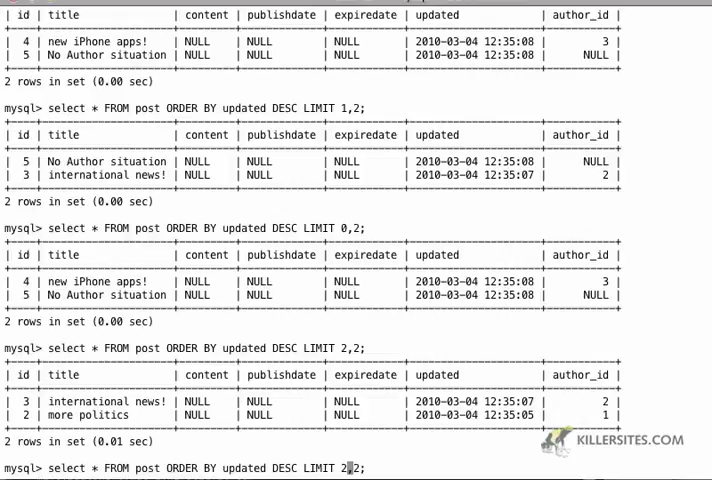 | id | title               | content | publishdate | expiredate | updated             | author_id |
|  4 | new iPhone apps!    | NULL    | NULL        | NULL       | 2010-03-04 12:35:08 |         3 |
|  5 | No Author situation | NULL    | NULL        | NULL       | 2010-03-04 12:35:08 |      NULL |
2 rows in set (0.00 sec)
mysql> select * FROM post ORDER BY updated DESC LIMIT 1,2;
| id | title               | content | publishdate | expiredate | updated             | author_id |
|  5 | No Author situation | NULL    | NULL        | NULL       | 2010-03-04 12:35:08 |      NULL |
|  3 | international news! | NULL    | NULL        | NULL       | 2010-03-04 12:35:07 |         2 |
2 rows in set (0.00 sec)
mysql> select * FROM post ORDER BY updated DESC LIMIT 0,2;
| id | title               | content | publishdate | expiredate | updated             | author_id |
|  4 | new iPhone apps!    | NULL    | NULL        | NULL       | 2010-03-04 12:35:08 |         3 |
|  5 | No Author situation | NULL    | NULL        | NULL       | 2010-03-04 12:35:08 |      NULL |
2 rows in set (0.00 sec)
mysql> select * FROM post ORDER BY updated DESC LIMIT 2,2;
| id | title               | content | publishdate | expiredate | updated             | author_id |
|  3 | international news! | NULL    | NULL        | NULL       | 2010-03-04 12:35:07 |         2 |
|  2 | more politics       | NULL    | NULL        | NULL       | 2010-03-04 12:35:05 |         1 |
2 rows in set (0.01 sec)
KILLERSITES.COM
mysql> select * FROM post ORDER BY updated DESC LIMIT 2,2;